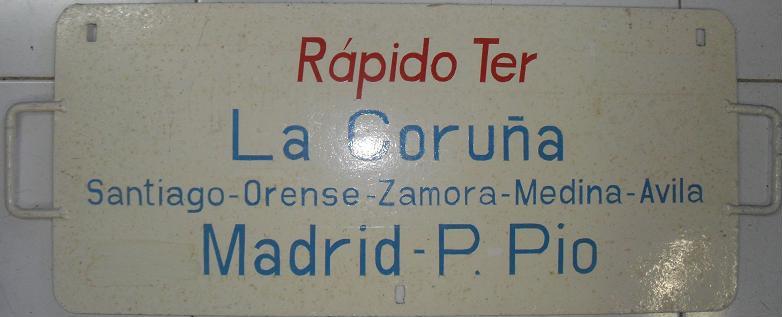 Rápido Ter
La Coruña
Santiago-Orense-Zamora-Medina-Avila
Madrid-P. Pio